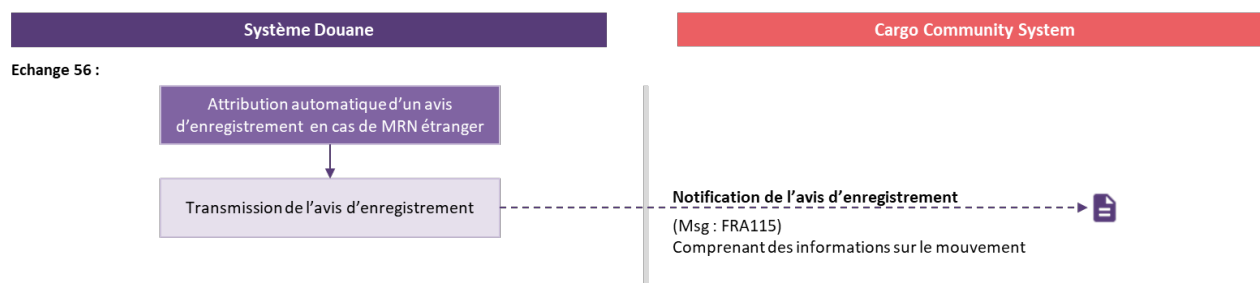 Système Douane
Cargo Community System
Echange 56 :
Attribution automatique d'un avis
d'enregistrement en cas de MRN étranger
Transmission de l'avis d'enregistrement
Notification de l'avis d'enregistrement
(Msg : FRA115)
Comprenant des informations sur le mouvement